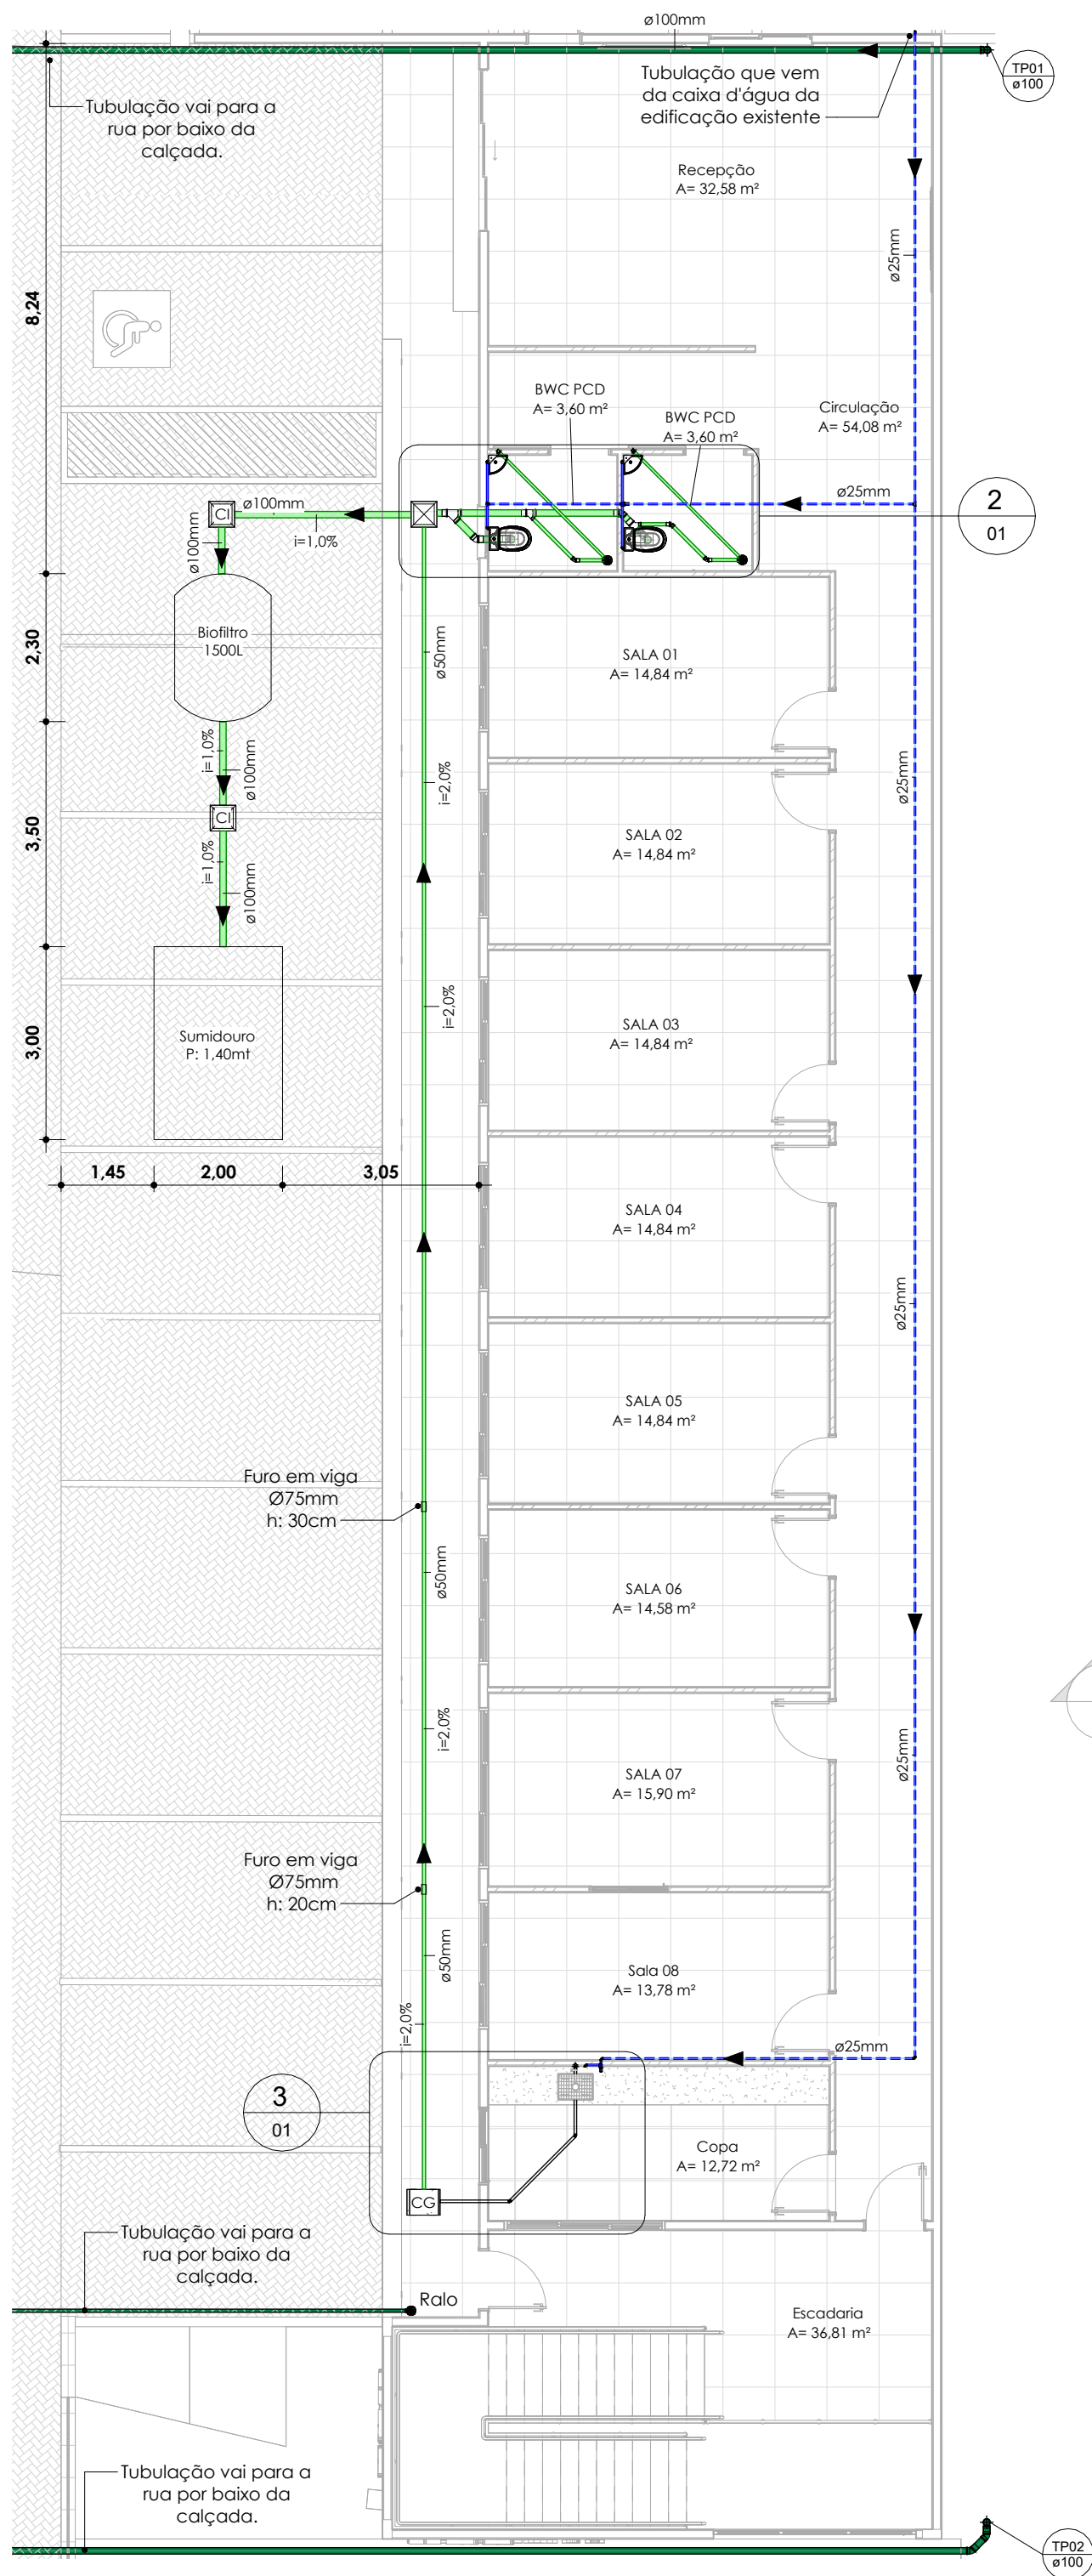 ø100mm
TP01
ø100
Tubulação que vem
da caixa d'água da
edificação existente
Tubulação vai para a
rua por baixo da
calçada.
Recepção
A= 32,58 m²
ø25mm
8,24
BWC PCD
A= 3,60 m²
BWC PCD
A= 3,60 m²
Circulação
A= 54,08 m²
ø25mm
2
01
CI
ø100mm
i=1,0%
ø100mm
Biofiltro
1500L
2,30
ø50mm
SALA 01
A= 14,84 m²
i=1,0%
ø100mm
i=2,0%
ø25mm
CI
3,50
SALA 02
A= 14,84 m²
i=1,0%
ø100mm
i=2,0%
SALA 03
A= 14,84 m²
Sumidouro
P: 1,40mt
3,00
1,45
2,00
3,05
SALA 04
A= 14,84 m²
ø25mm
SALA 05
A= 14,84 m²
Furo em viga
Ø75mm
h: 30cm
ø50mm
SALA 06
A= 14,58 m²
i=2,0%
ø25mm
SALA 07
A= 15,90 m²
Furo em viga
Ø75mm
h: 20cm
ø50mm
Sala 08
A= 13,78 m²
i=2,0%
ø25mm
3
01
Copa
A= 12,72 m²
CG
Tubulação vai para a
rua por baixo da
calçada.
Ralo
Escadaria
A= 36,81 m²
Tubulação vai para a
rua por baixo da
calçada.
TP02
ø100